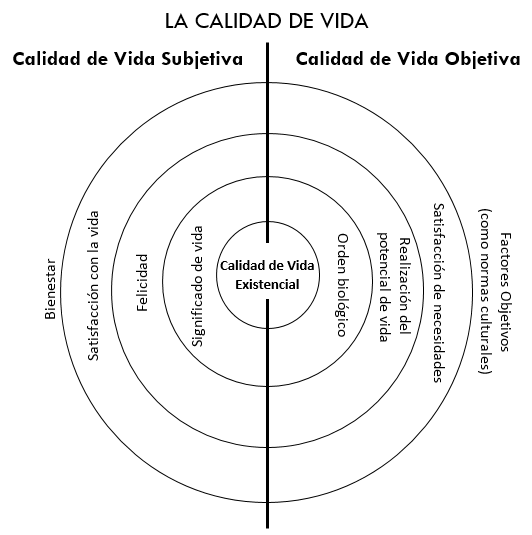 LA CALIDAD DE VIDA
Calidad de Vida Subjetiva
Calidad de Vida Objetiva
Bienestar
Satisfacción con la vida
Felicidad
Significado de vida
Calidad de Vida
Existencial
Orden biológico
Realización del
potencial de vida
Satisfacción de necesidades
Factores Objetivos
(como normas culturales)